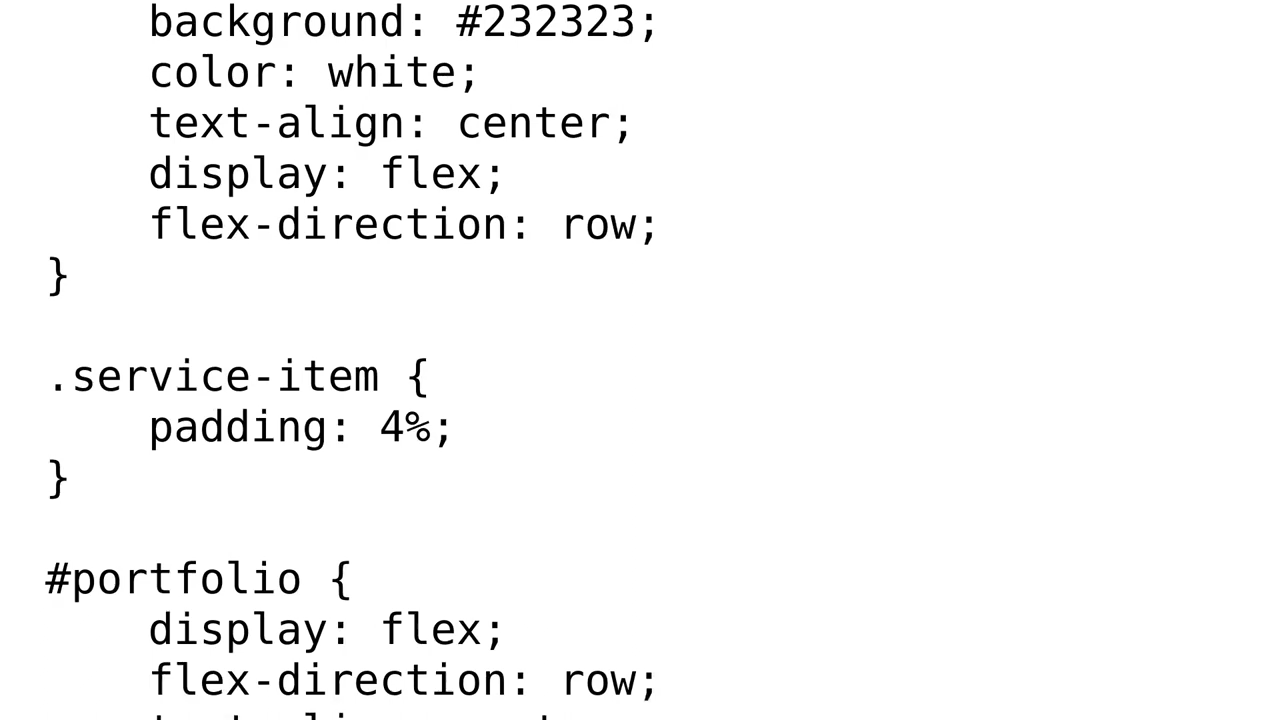 background: #232323;
    color: white;
    text-align: center;
    display: flex;
    flex-direction: row;
}

.service-item {
    padding: 4%;
}

#portfolio {
    display: flex;
    flex-direction: row;